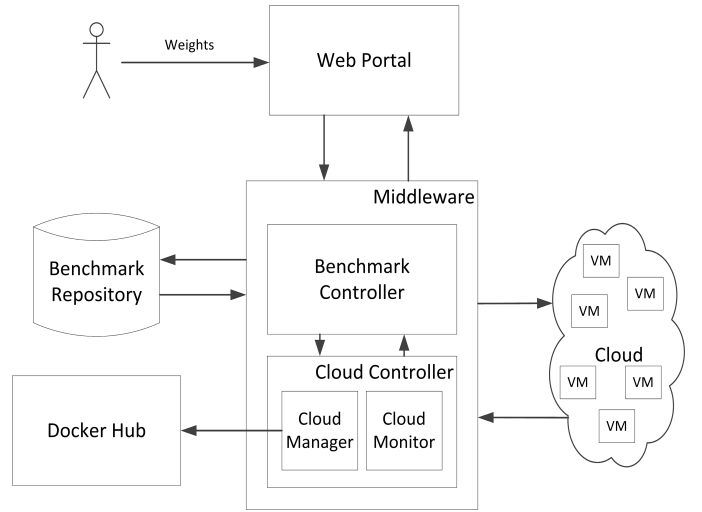 Weights
Web Portal
Middleware
Benchmark
Repository
Benchmark
Controller
VM
VM
VM
Cloud
VM
VM
VM
Cloud Controller
Cloud
Manager
Cloud
Monitor
Docker Hub